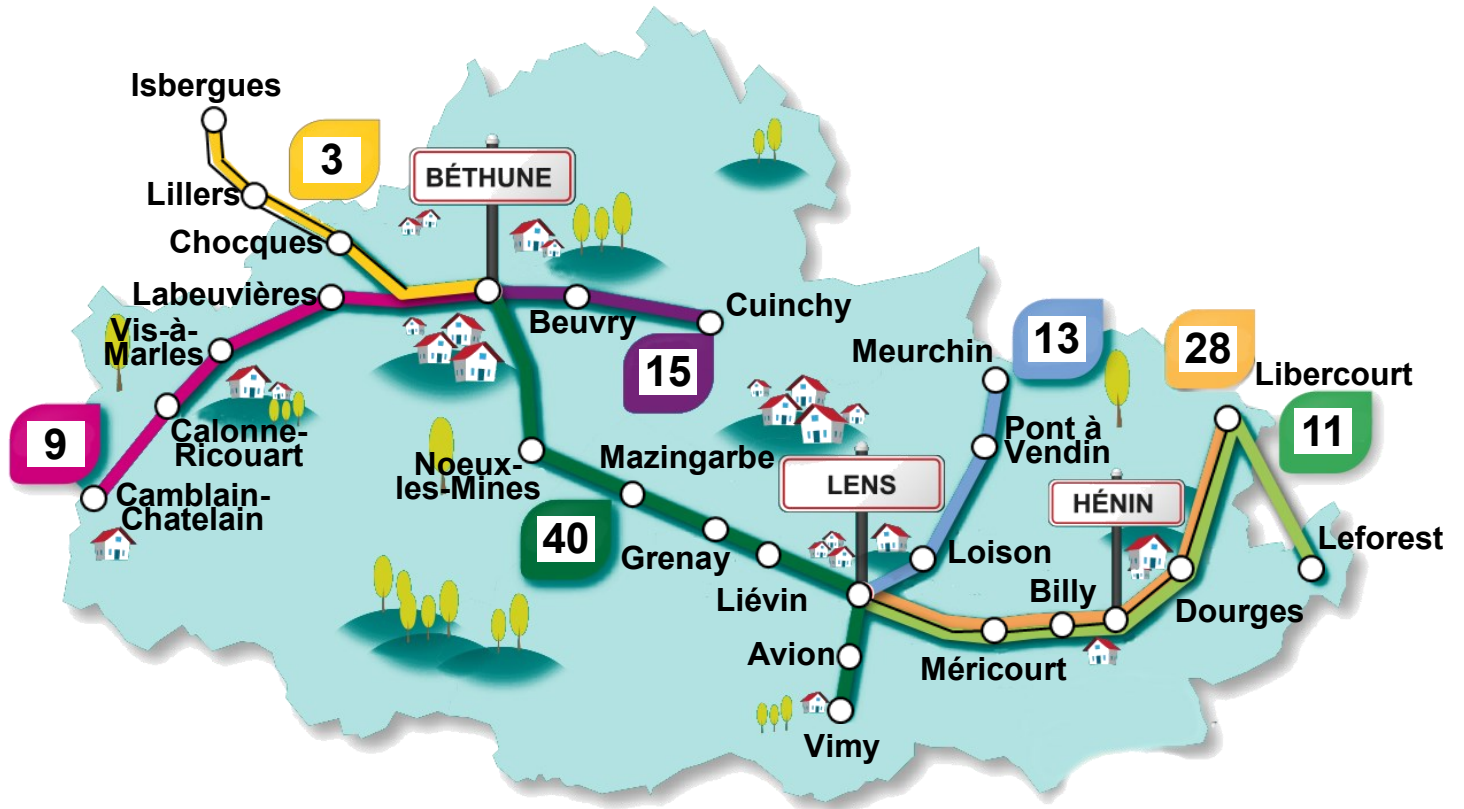 Isbergues
3
BÉTHUNE
Lillers
Chocques
Labeuvières
Cuinchy
Beuvry
Vis-à-
Marles
15
Meurchin
13
28
Libercourt
11
9
Calonne-
Ricouart
Camblain-
Chatelain
Noeux-
les-Mines
Mazingarbe
Pont à
Vendin
LENS
HÉNIN
40
Grenay
Loison
Leforest
Liévin
Billy
Dourges
Avion
Méricourt
Vimy